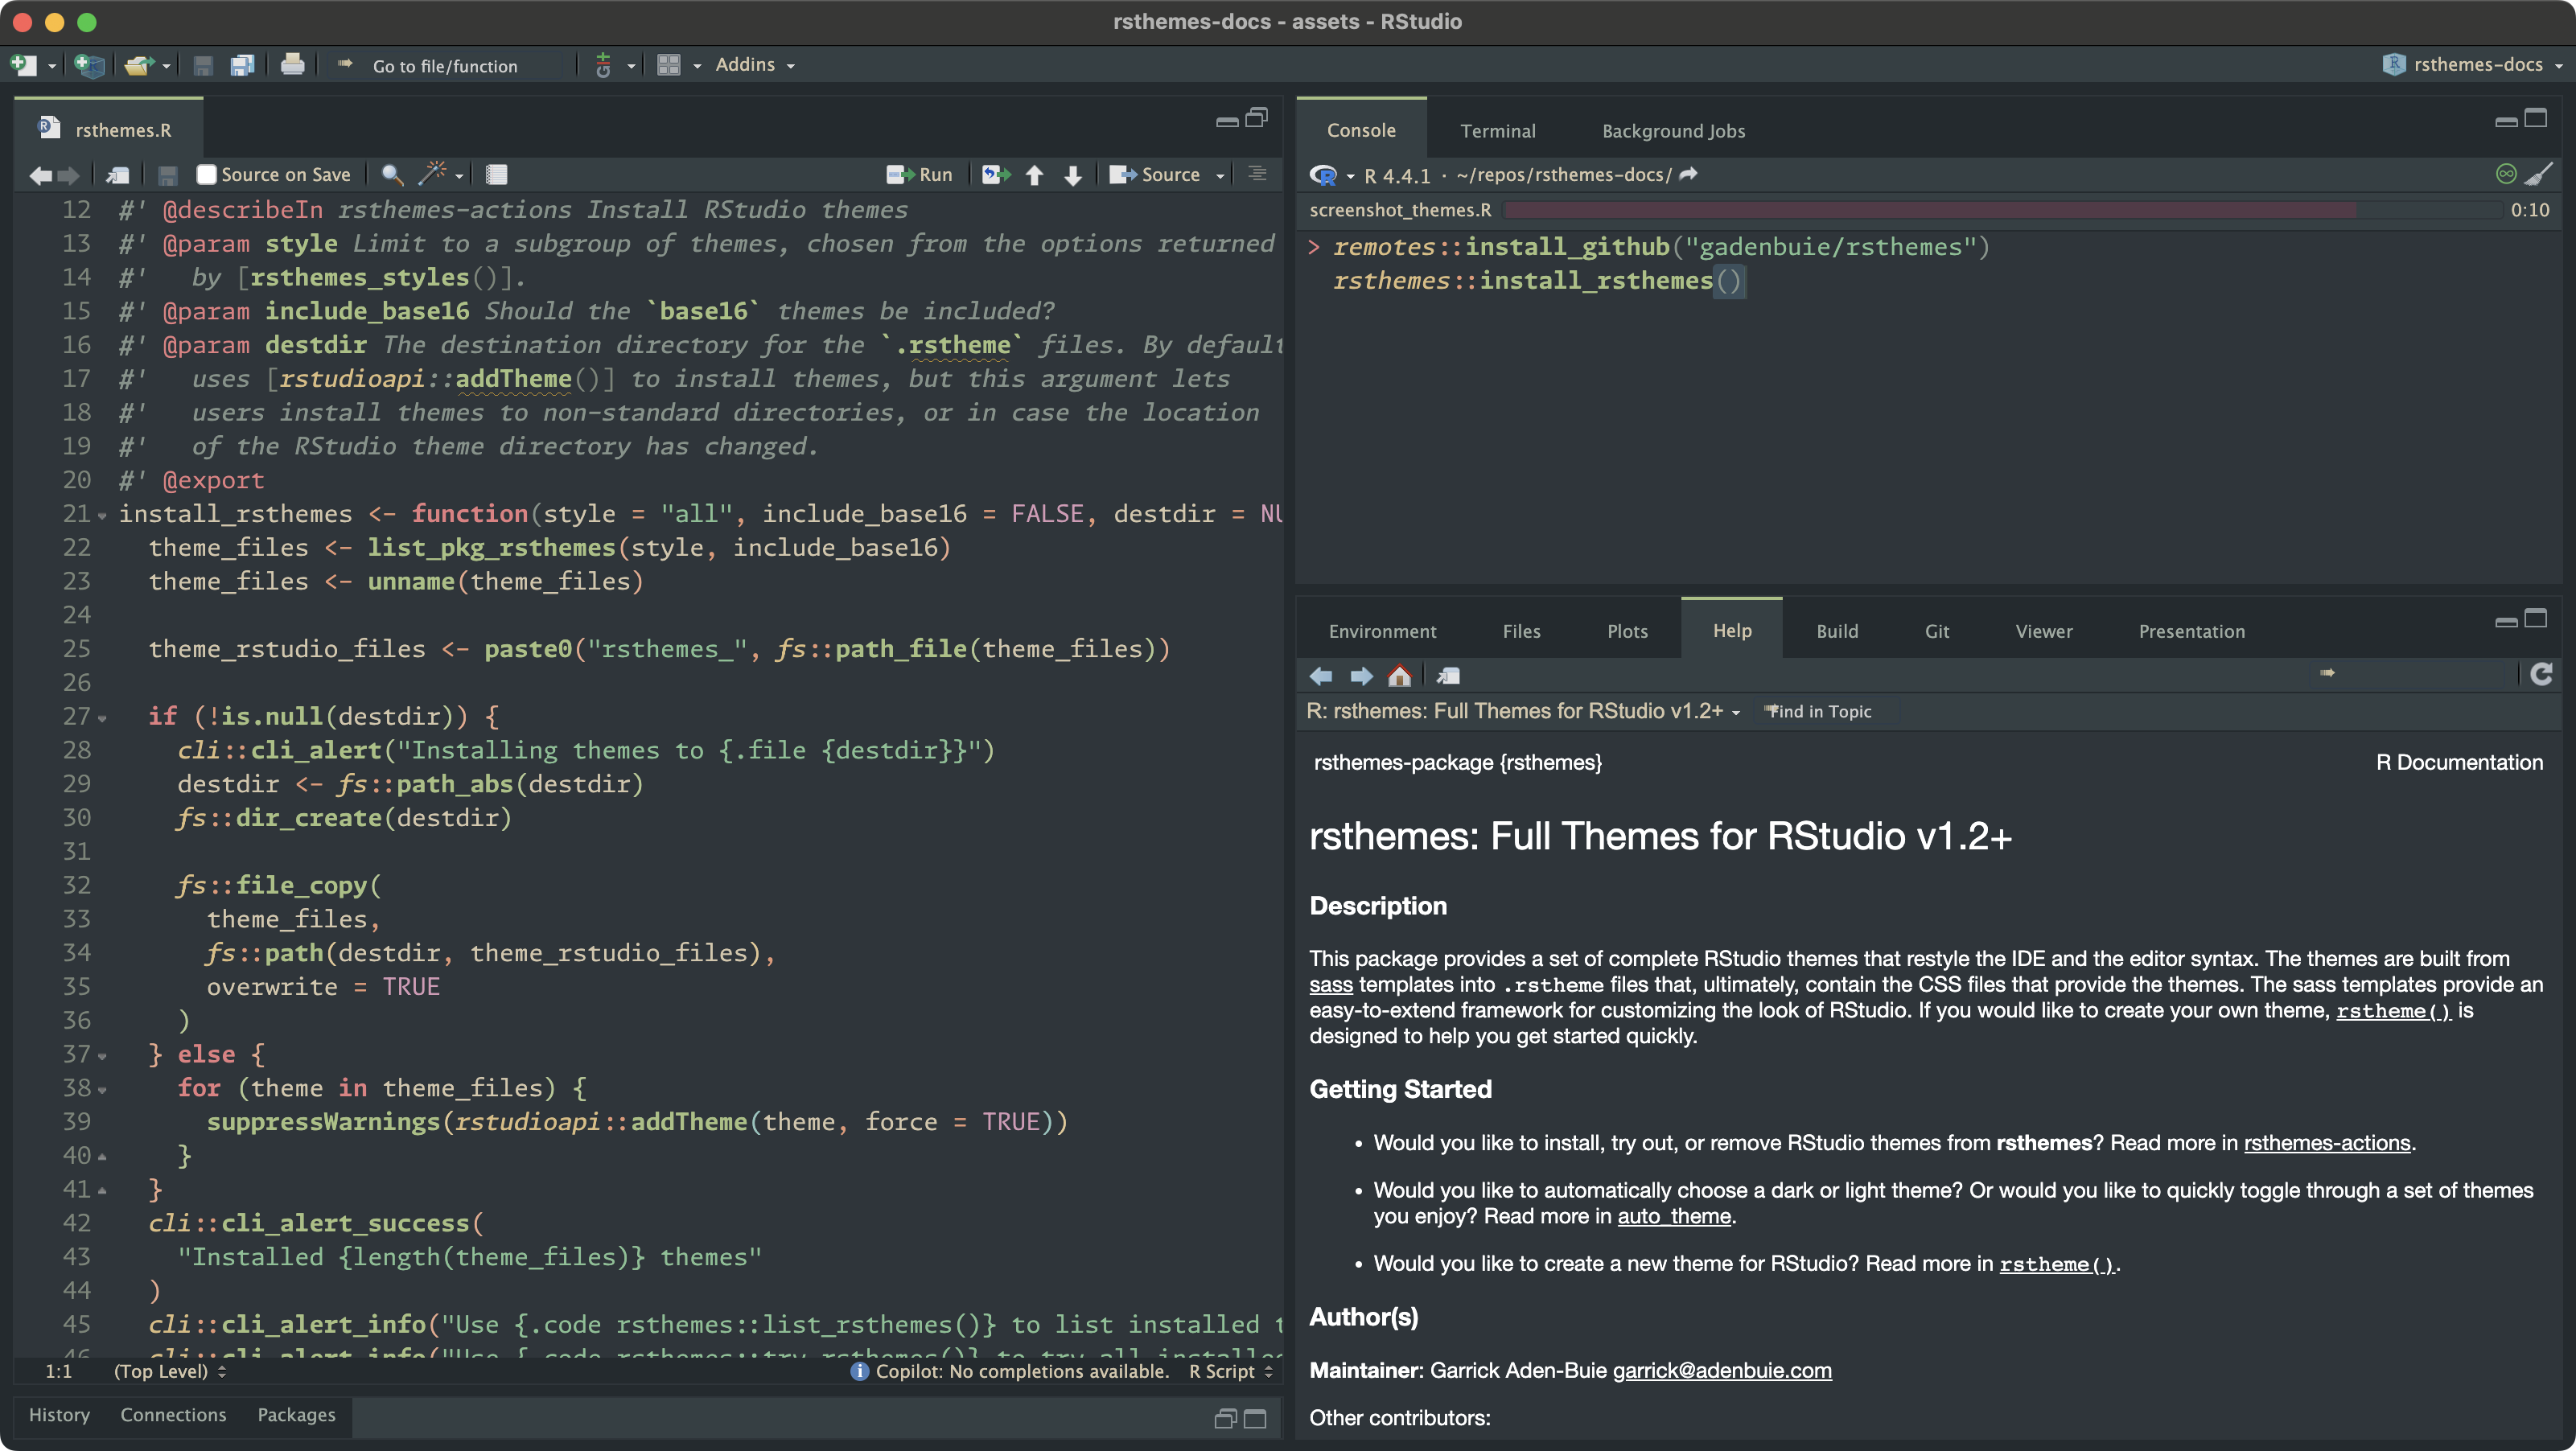 rsthemes-docs - assets - RStudio
Go to file/function
Addins
rsthemes-docs
rsthemes.R
Source on Save
Run
Source
12 #' @describeIn rsthemes-actions Install RStudio themes
13 #' @param style Limit to a subgroup of themes, chosen from the options returned
14 #'   by [rsthemes_styles()].
15 #' @param include_base16 Should the `base16` themes be included?
16 #' @param destdir The destination directory for the `.rstheme` files. By default
17 #'   uses [rstudioapi::addTheme()] to install themes, but this argument lets
18 #'   users install themes to non-standard directories, or in case the location
19 #'   of the RStudio theme directory has changed.
20 #' @export
21 install_rsthemes <- function(style = "all", include_base16 = FALSE, destdir = NU
22   theme_files <- list_pkg_rsthemes(style, include_base16)
23   theme_files <- unname(theme_files)
24
25   theme_rstudio_files <- paste0("rsthemes_", fs::path_file(theme_files))
26
27   if (!is.null(destdir)) {
28     cli::cli_alert("Installing themes to {.file {destdir}}")
29     destdir <- fs::path_abs(destdir)
30     fs::dir_create(destdir)
31
32     fs::file_copy(
33       theme_files,
34       fs::path(destdir, theme_rstudio_files),
35       overwrite = TRUE
36     )
37   } else {
38     for (theme in theme_files) {
39       suppressWarnings(rstudioapi::addTheme(theme, force = TRUE))
40     }
41   }
42   cli::cli_alert_success(
43     "Installed {length(theme_files)} themes"
44   )
45   cli::cli_alert_info("Use {.code rsthemes::list_rsthemes()} to list installed t
46   cli::cli_alert_info("Use {.code rsthemes::try_rsthemes()} to try all installed
1:1 (Top Level) Copilot: No completions available. R Script
History Connections Packages
Console Terminal Background Jobs
R 4.4.1 · ~/repos/rsthemes-docs/
screenshot_themes.R 0:10
> remotes::install_github("gadenbuie/rsthemes")
  rsthemes::install_rsthemes()
Environment Files Plots Help Build Git Viewer Presentation
R: rsthemes: Full Themes for RStudio v1.2+ Find in Topic
rsthemes-package {rsthemes} R Documentation
rsthemes: Full Themes for RStudio v1.2+
Description
This package provides a set of complete RStudio themes that restyle the IDE and the editor syntax. The themes are built from
sass templates into .rstheme files that, ultimately, contain the CSS files that provide the themes. The sass templates provide an
easy-to-extend framework for customizing the look of RStudio. If you would like to create your own theme, rstheme() is
designed to help you get started quickly.
Getting Started
• Would you like to install, try out, or remove RStudio themes from rsthemes? Read more in rsthemes-actions.
• Would you like to automatically choose a dark or light theme? Or would you like to quickly toggle through a set of themes
you enjoy? Read more in auto_theme.
• Would you like to create a new theme for RStudio? Read more in rstheme().
Author(s)
Maintainer: Garrick Aden-Buie garrick@adenbuie.com
Other contributors: